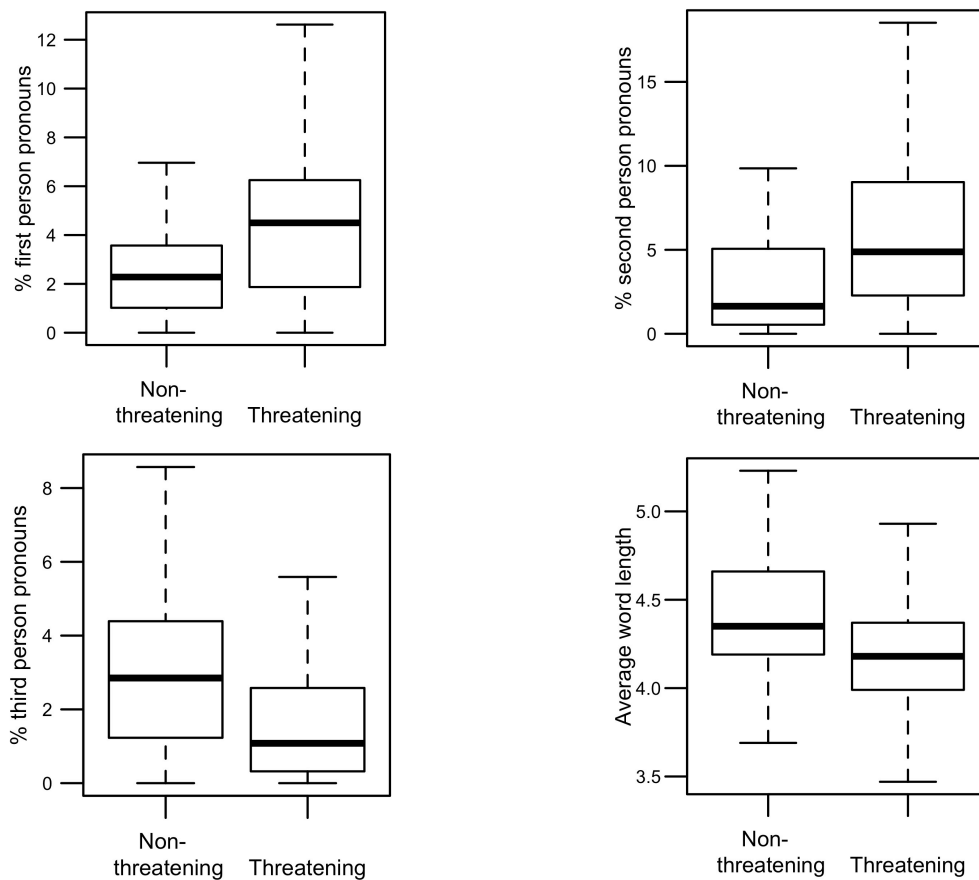 % first person pronouns
12
10
8
6
4
2
0
Non-
threatening
Threatening
% second person pronouns
15
10
5
0
Non-
threatening
Threatening
% third person pronouns
8
6
4
2
0
Non-
threatening
Threatening
Average word length
5.0
4.5
4.0
3.5
Non-
threatening
Threatening